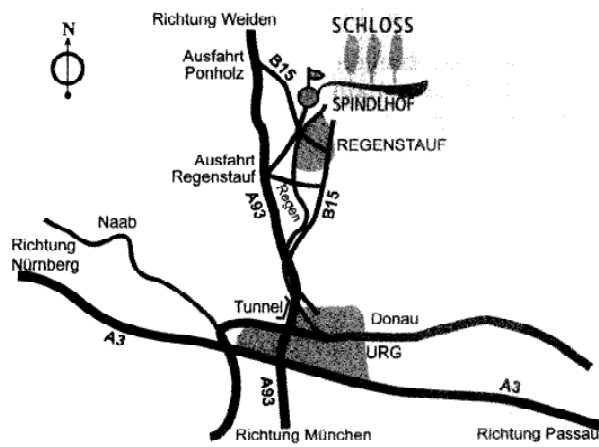 Richtung Weiden
N
SCHLOSS
Ausfahrt
Ponholz
B15
SPINDLHOF
REGENSTAUF
Ausfahrt
Regenstauf
A93
Regen
B15
Naab
Richtung
Nürnberg
Tunnel
Donau
URG
A3
A93
A3
Richtung München
Richtung Passau